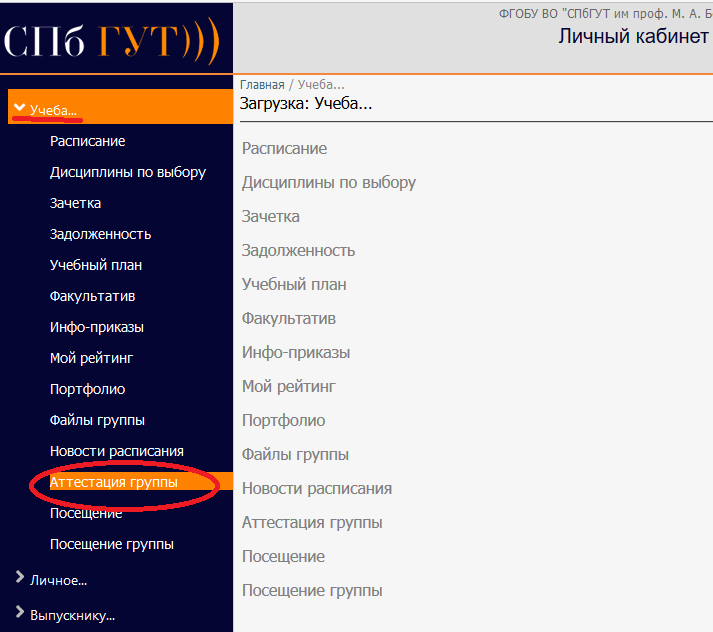 СПб ГУТ)))
ФГОБУ ВО "СПбГУТ им проф. М. А. Б
Личный кабинет
Учеба...
Расписание
Дисциплины по выбору
Зачетка
Задолженность
Учебный план
Факультатив
Инфо-приказы
Мой рейтинг
Портфолио
Файлы группы
Новости расписания
Аттестация группы
Посещение
Посещение группы
Личное...
Выпускнику...
Главная / Учеба...
Загрузка: Учеба...
Расписание
Дисциплины по выбору
Зачетка
Задолженность
Учебный план
Факультатив
Инфо-приказы
Мой рейтинг
Портфолио
Файлы группы
Новости расписания
Аттестация группы
Посещение
Посещение группы